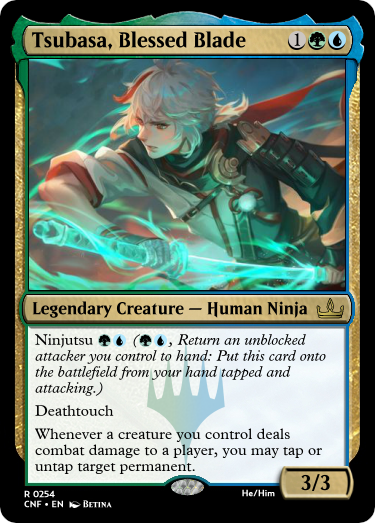 Tsubasa, Blessed Blade 1
Legendary Creature — Human Ninja
Ninjutsu (, Return an unblocked
attacker you control to hand: Put this card onto
the battlefield from your hand tapped and
attacking.)
Deathtouch
Whenever a creature you control deals
combat damage to a player, you may tap or
untap target permanent.
3/3
R 0254
CNF • EN Betina
He/Him